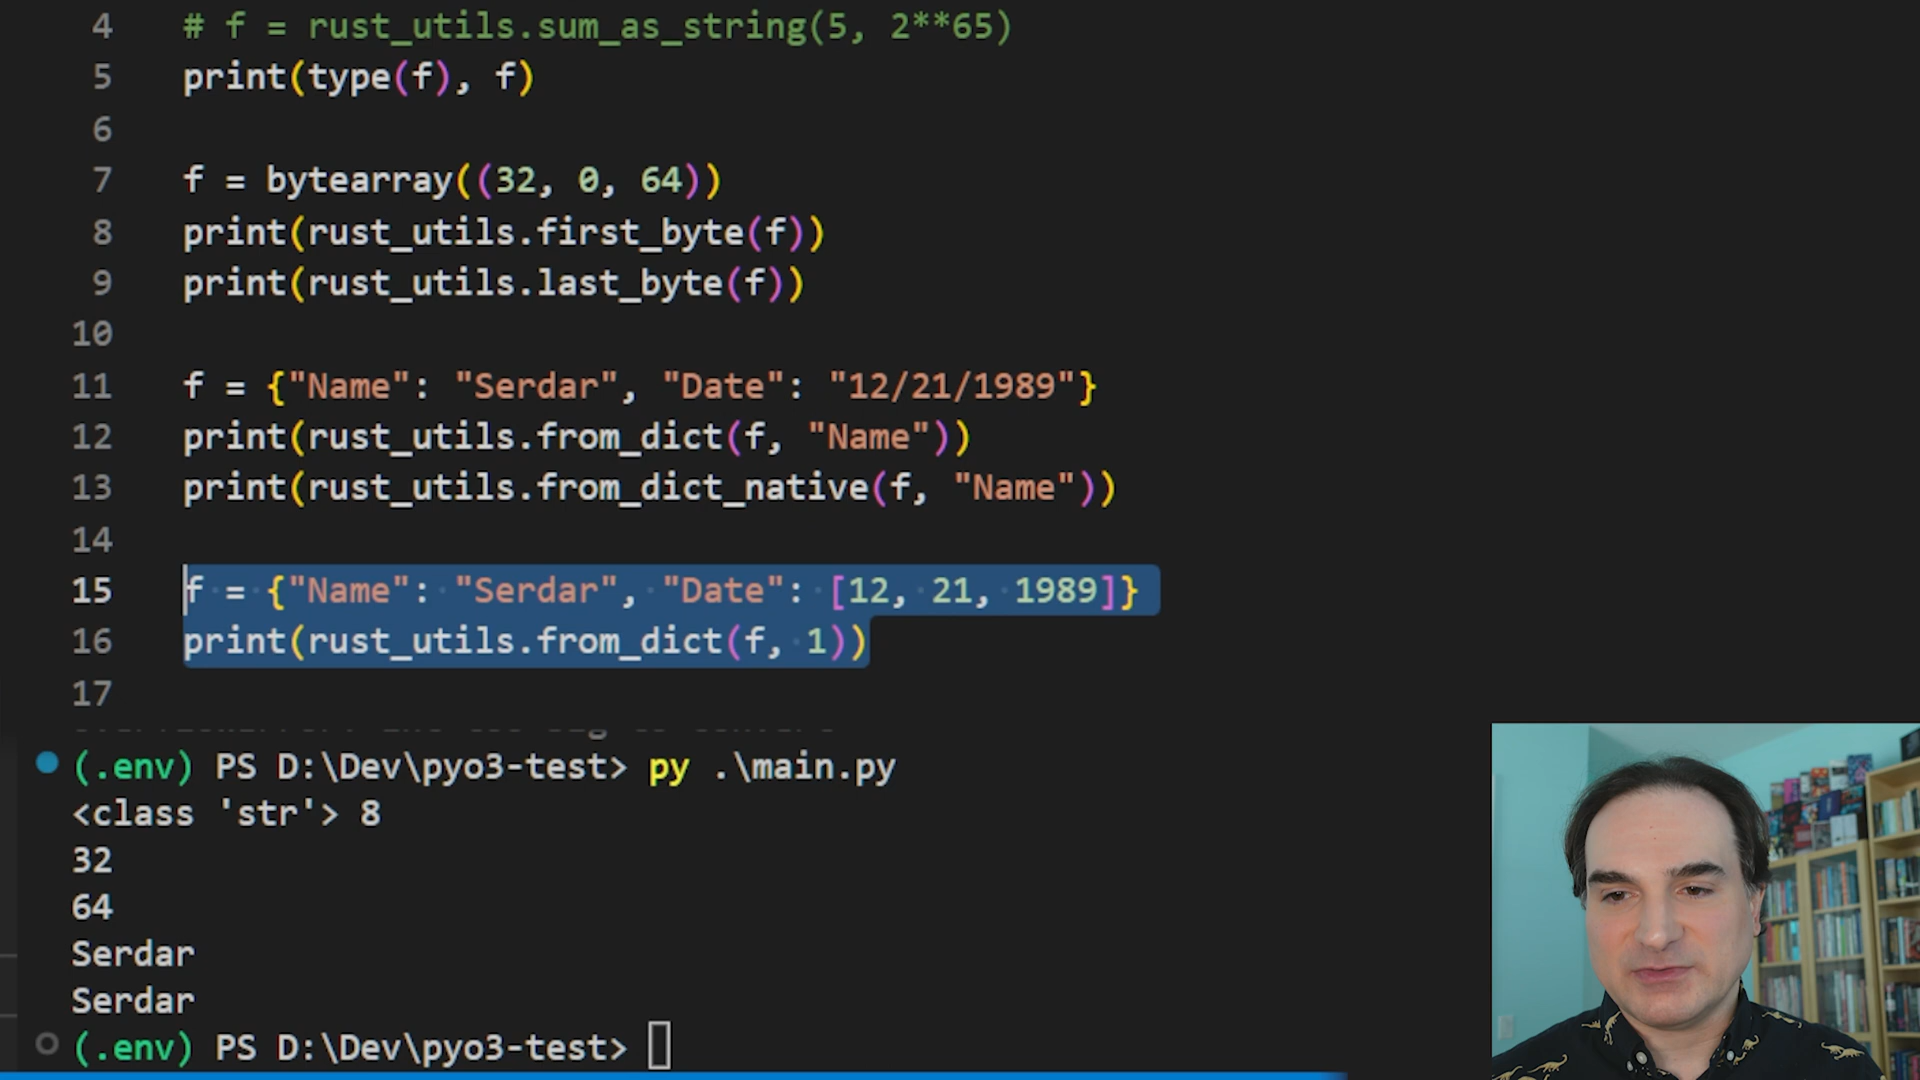 4 # f = rust_utils.sum_as_string(5, 2**65)
5 print(type(f), f)
6
7 f = bytearray((32, 0, 64))
8 print(rust_utils.first_byte(f))
9 print(rust_utils.last_byte(f))
10
11 f = {"Name": "Serdar", "Date": "12/21/1989"}
12 print(rust_utils.from_dict(f, "Name"))
13 print(rust_utils.from_dict_native(f, "Name"))
14
15 f = {"Name": "Serdar", "Date": [12, 21, 1989]}
16 print(rust_utils.from_dict(f, 1))
17
(.env) PS D:\Dev\pyo3-test> py .\main.py
<class 'str'> 8
32
64
Serdar
Serdar
(.env) PS D:\Dev\pyo3-test>